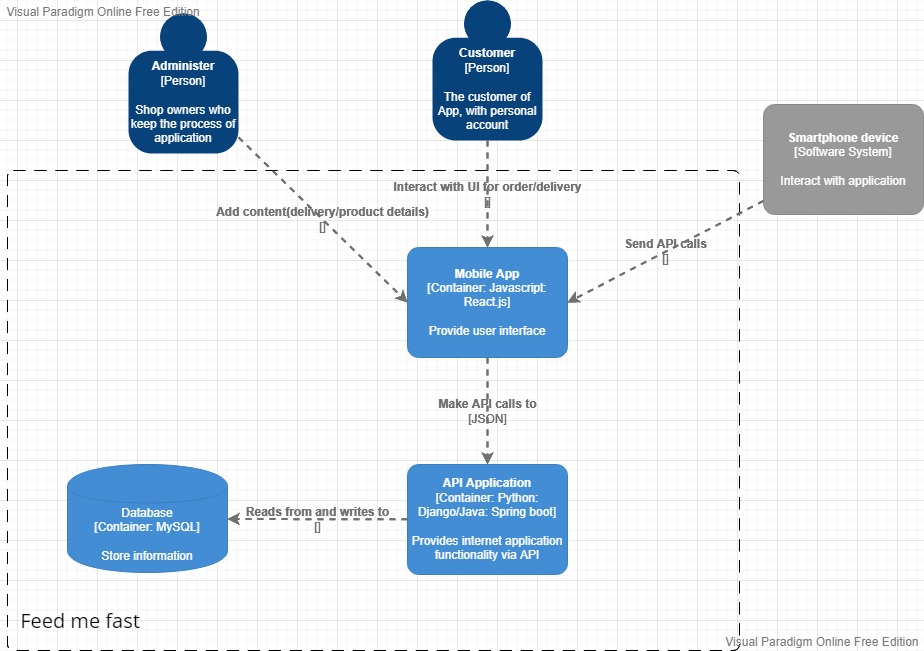 Visual Paradigm Online Free Edition
Administer
[Person]
Shop owners who
keep the process of
application
Customer
[Person]
The customer of
App, with personal
account
Smartphone device
[Software System]
Interact with application
Interact with UI for order/delivery
[]
Add content(delivery/product details)
[]
Send API calls
[]
Mobile App
[Container: Javascript:
React.js]
Provide user interface
Make API calls to
[JSON]
API Application
[Container: Python:
Django/Java: Spring boot]
Provides internet application
functionality via API
Reads from and writes to
[]
Database
[Container: MySQL]
Store information
Feed me fast
Visual Paradigm Online Free Edition